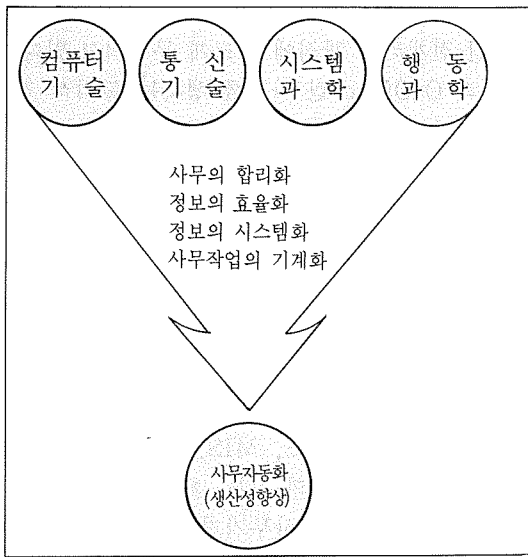 컴퓨터
기 술
통 신
기 술
시스템
과 학
행 동
과 학
사무의 합리화
정보의 효율화
정보의 시스템화
사무작업의 기계화
사무자동화
(생산성향상)